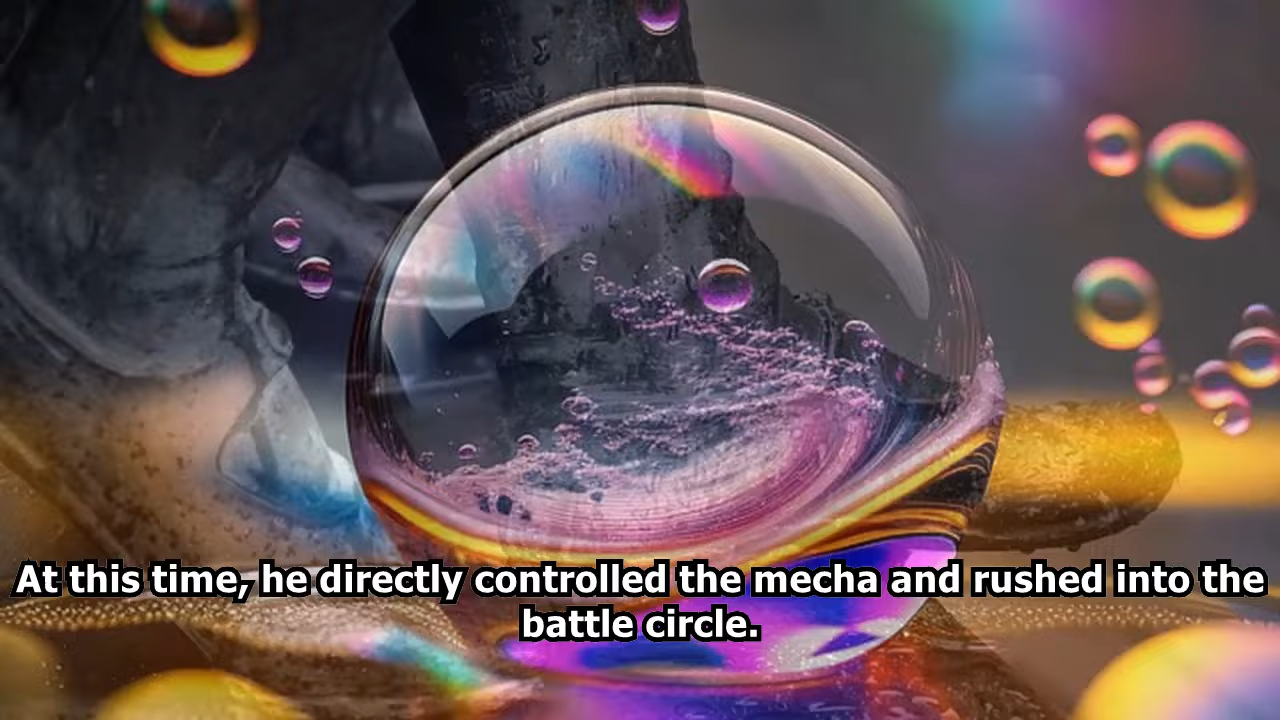 At this time, he directly controlled the mecha and rushed into the
battle circle.